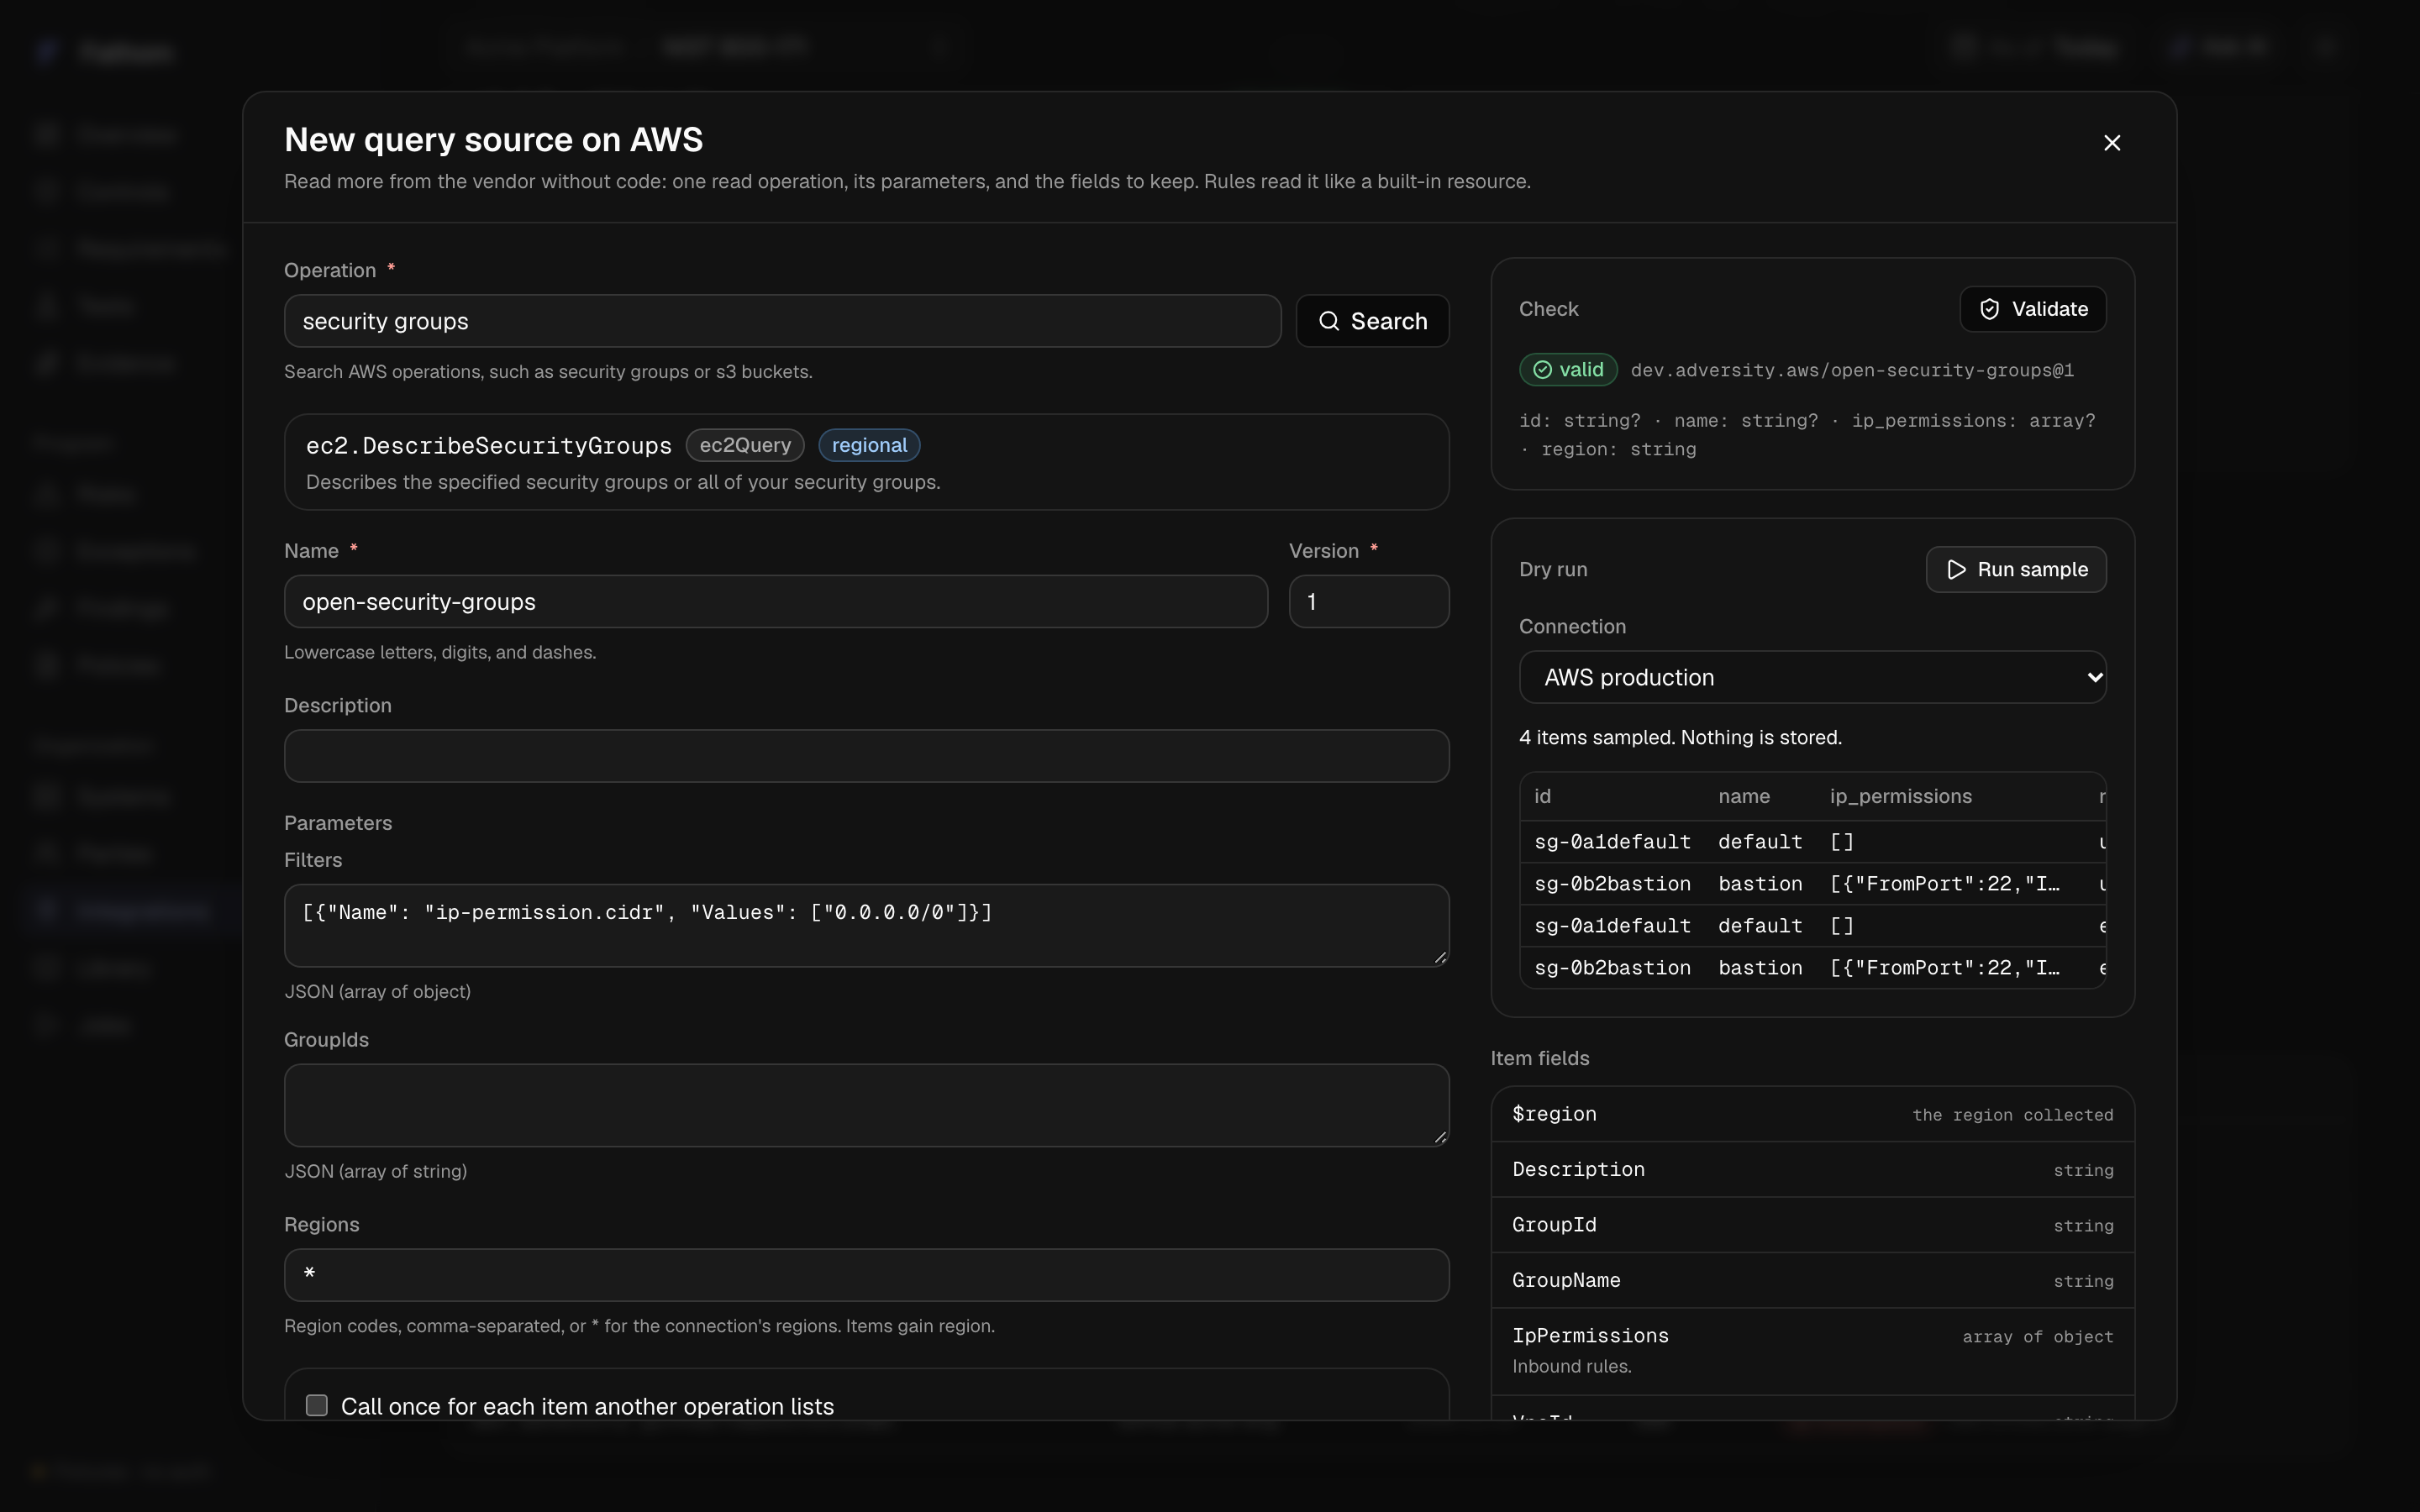 New query source on AWS
Read more from the vendor without code: one read operation, its parameters, and the fields to keep. Rules read it like a built-in resource.
Operation *
security groups
Search
Search AWS operations, such as security groups or s3 buckets.
ec2.DescribeSecurityGroups ec2Query regional
Describes the specified security groups or all of your security groups.
Name *
Version *
open-security-groups
1
Lowercase letters, digits, and dashes.
Description
Parameters
Filters
[{"Name": "ip-permission.cidr", "Values": ["0.0.0.0/0"]}]
JSON (array of object)
GroupIds
JSON (array of string)
Regions
*
Region codes, comma-separated, or * for the connection's regions. Items gain region.
Call once for each item another operation lists
Check
Validate
valid dev.adversity.aws/open-security-groups@1
id: string? · name: string? · ip_permissions: array?
· region: string
Dry run
Run sample
Connection
AWS production
4 items sampled. Nothing is stored.
id name ip_permissions
sg-0a1default default []
sg-0b2bastion bastion [{"FromPort":22,"I…
sg-0a1default default []
sg-0b2bastion bastion [{"FromPort":22,"I…
Item fields
$region the region collected
Description string
GroupId string
GroupName string
IpPermissions array of object
Inbound rules.